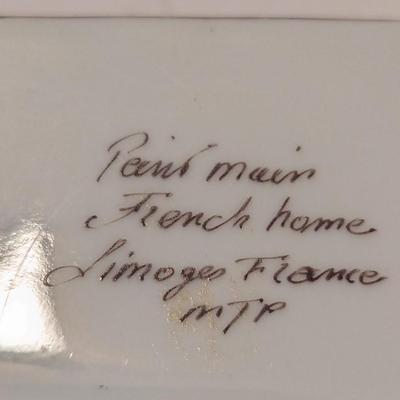 Peint main
French home
Limoges France
MTP